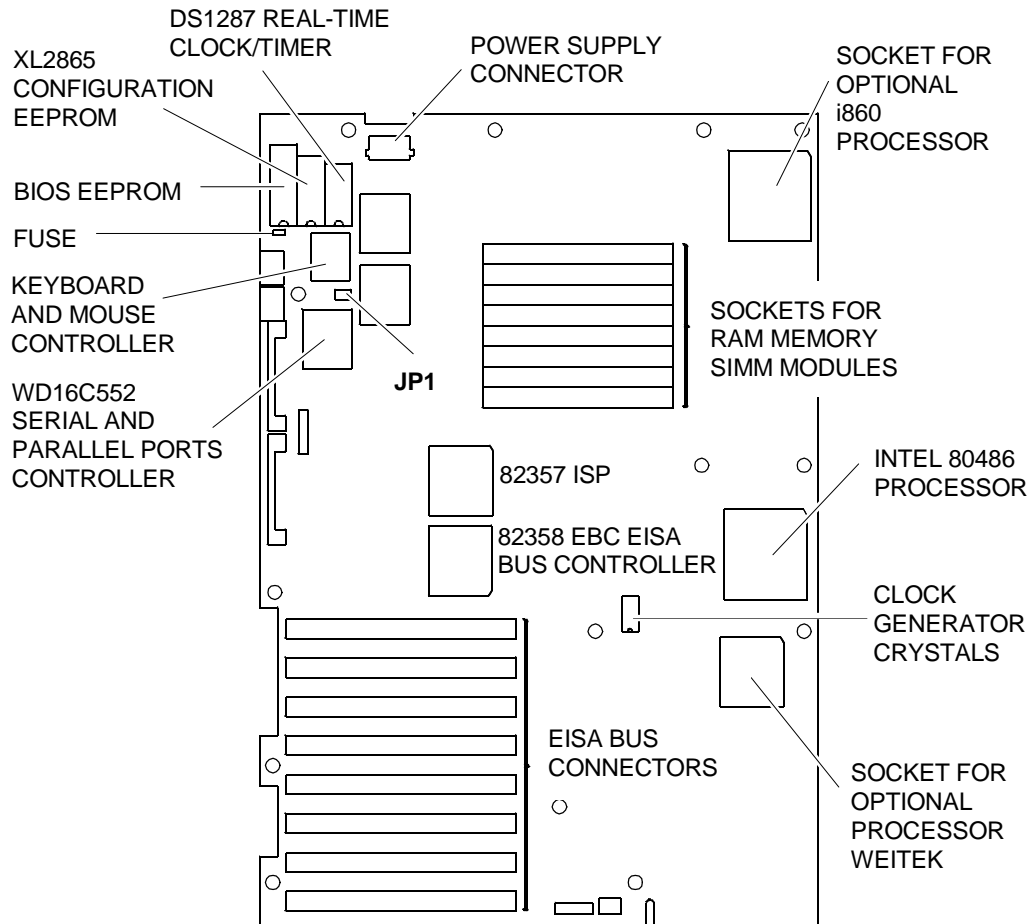 DS1287 REAL-TIME
CLOCK/TIMER
POWER SUPPLY
CONNECTOR
SOCKET FOR
OPTIONAL
i860
PROCESSOR
XL2865
CONFIGURATION
EEPROM
BIOS EEPROM
FUSE
KEYBOARD
AND MOUSE
CONTROLLER
SOCKETS FOR
RAM MEMORY
SIMM MODULES
JP1
WD16C552
SERIAL AND
PARALLEL PORTS
CONTROLLER
82357 ISP
INTEL 80486
PROCESSOR
82358 EBC EISA
BUS CONTROLLER
CLOCK
GENERATOR
CRYSTALS
EISA BUS
CONNECTORS
SOCKET FOR
OPTIONAL
PROCESSOR
WEITEK